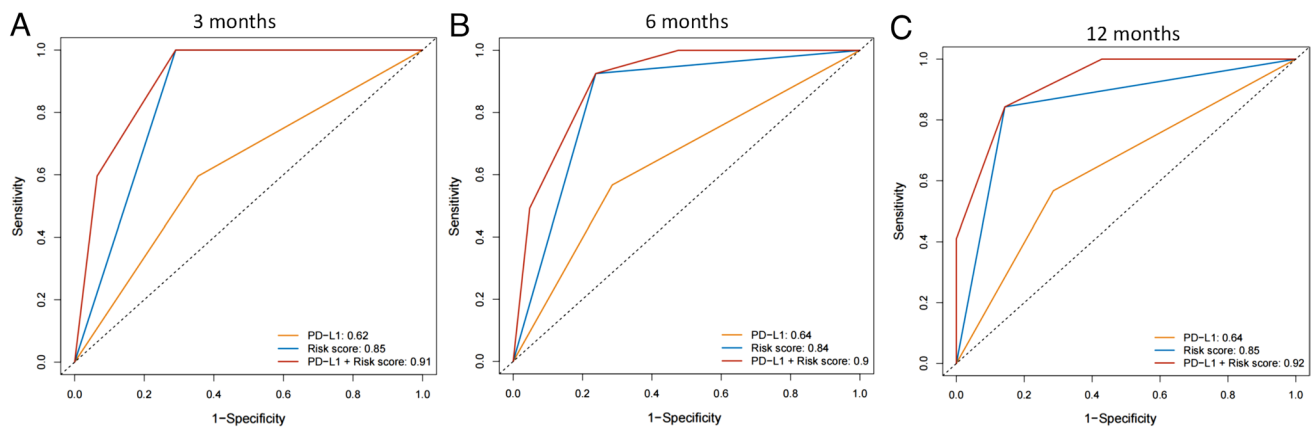 A
3 months
1.0
0.8
0.6
0.4
0.2
0.0
Sensitivity
PD-L1: 0.62
Risk score: 0.85
PD-L1 + Risk score: 0.91
0.0 0.2 0.4 0.6 0.8 1.0
1-Specificity
B
6 months
1.0
0.8
0.6
0.4
0.2
0.0
Sensitivity
PD-L1: 0.64
Risk score: 0.84
PD-L1 + Risk score: 0.9
0.0 0.2 0.4 0.6 0.8 1.0
1-Specificity
C
12 months
1.0
0.8
0.6
0.4
0.2
0.0
Sensitivity
PD-L1: 0.64
Risk score: 0.85
PD-L1 + Risk score: 0.92
0.0 0.2 0.4 0.6 0.8 1.0
1-Specificity